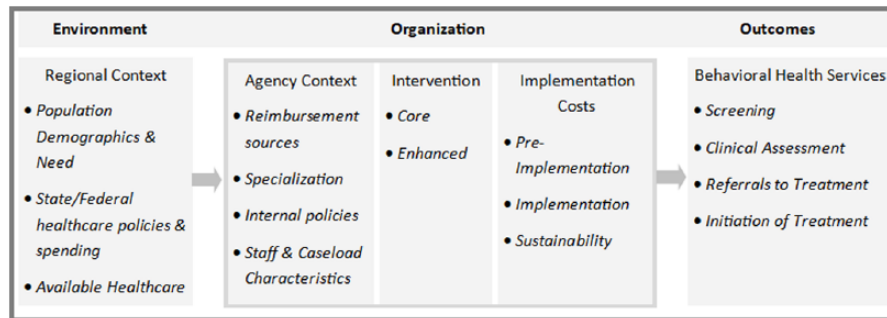 Environment
Organization
Outcomes
Regional Context
• Population
Demographics &
Need
• State/Federal
healthcare policies &
spending
• Available Healthcare
Agency Context
• Reimbursement
sources
• Specialization
• Internal policies
• Staff & Caseload
Characteristics
Intervention
• Core
• Enhanced
Implementation
Costs
• Pre-
Implementation
• Implementation
• Sustainability
Behavioral Health Services
• Screening
• Clinical Assessment
• Referrals to Treatment
• Initiation of Treatment